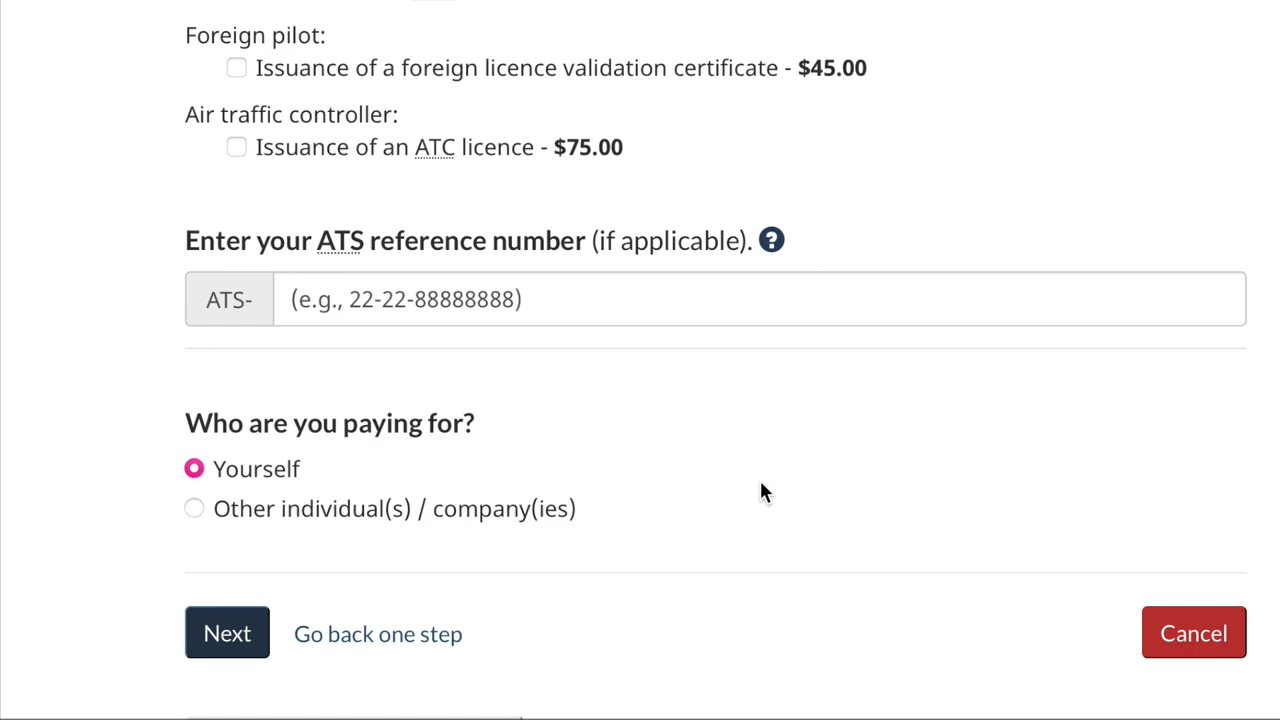 Foreign pilot:
Issuance of a foreign licence validation certificate - $45.00
Air traffic controller:
Issuance of an ATC licence - $75.00
Enter your ATS reference number (if applicable). ?
ATS- (e.g., 22-22-88888888)
Who are you paying for?
Yourself
Other individual(s) / company(ies)
Next Go back one step Cancel